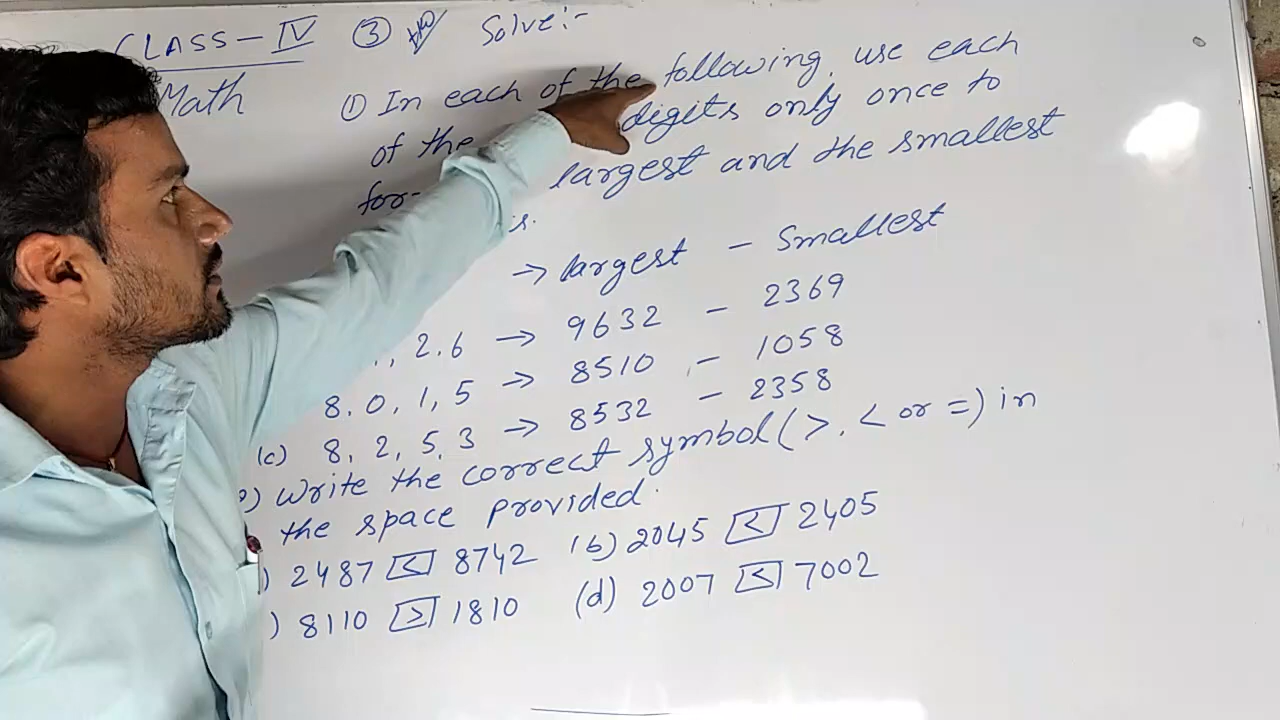 CLASS - IV ③ HW Solve:-
Math
① In each of the following, use each
of the digits only once to
for- largest and the smallest
s.
→ largest - Smallest
, 2, 6 → 9632 - 2369
8, 0, 1, 5 → 8510 - 1058
(c) 8, 2, 5, 3 → 8532 - 2358
) Write the correct symbol (>, < or =) in
the space provided.
) 2487 < 8742 (b) 2045 < 2405
) 8110 > 1810 (d) 2007 < 7002